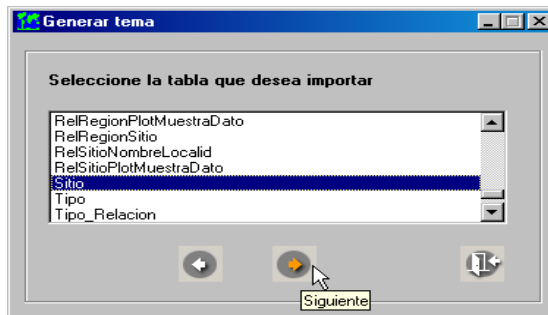 Generar tema
Seleccione la tabla que desea importar
RelRegionPlotMuestraDato
RelRegionSitio
RelSitioNombreLocalid
RelSitioPlotMuestraDato
Sitio
Tipo
Tipo_Relacion
Siguiente